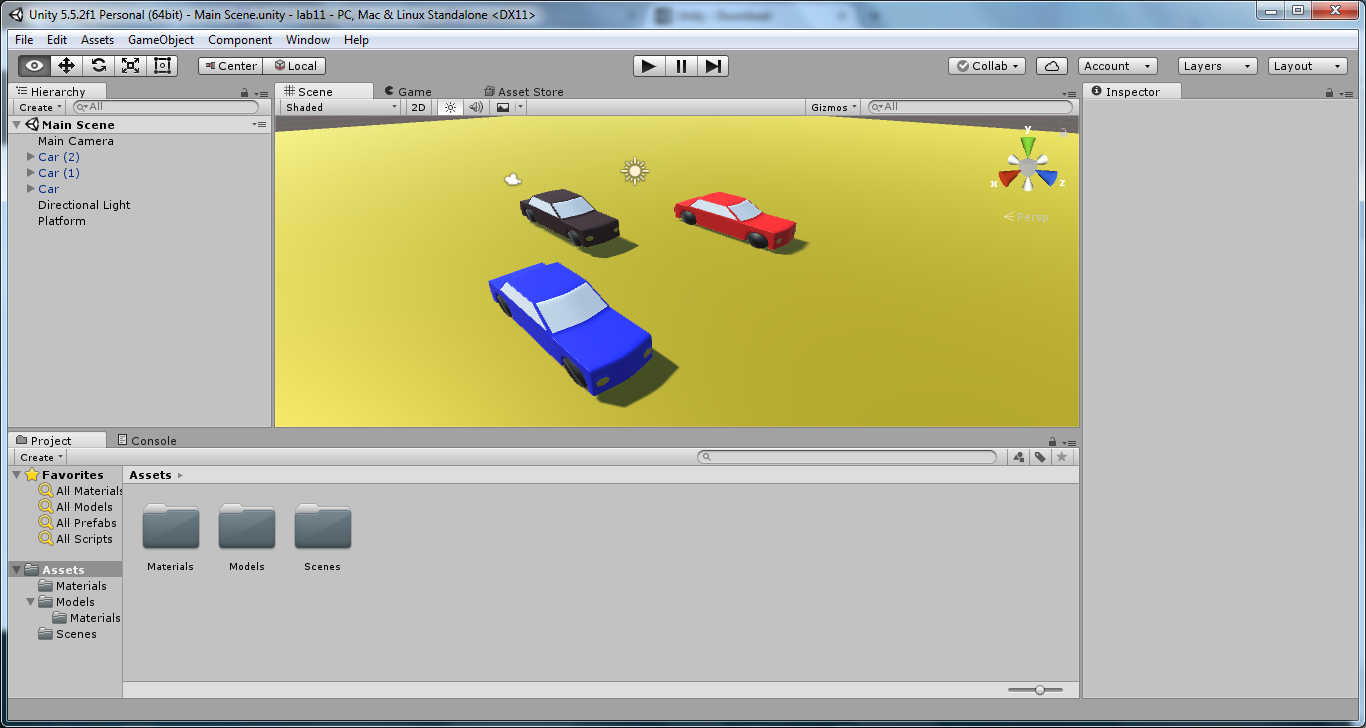 Unity 5.5.2f1 Personal (64bit) - Main Scene.unity - lab11 - PC, Mac & Linux Standalone <DX11>
File Edit Assets GameObject Component Window Help
Center Local Collab Account Layers Layout
Hierarchy
Create All
Main Scene
Main Camera
Car (2)
Car (1)
Car
Directional Light
Platform
Scene Game Asset Store
Shaded 2D Gizmos All
y
x z
Persp
Inspector
Project Console
Create
Favorites
All Materials
All Models
All Prefabs
All Scripts
Assets
Materials
Models
Materials
Scenes
Assets
Materials Models Scenes